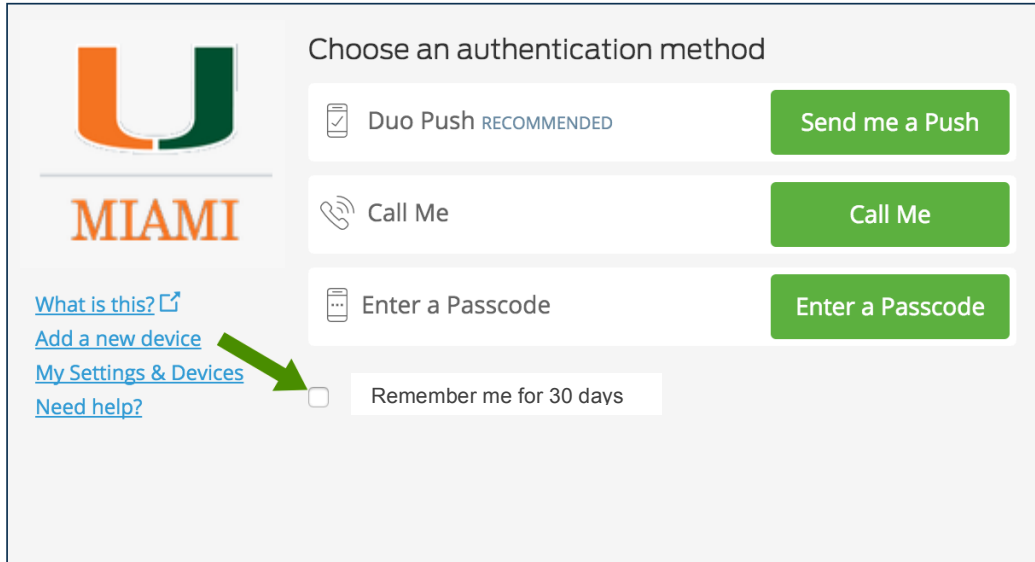 Choose an authentication method
Duo Push RECOMMENDED
Send me a Push
Call Me
Call Me
Enter a Passcode
Enter a Passcode
Remember me for 30 days
U
MIAMI
What is this?
Add a new device
My Settings & Devices
Need help?